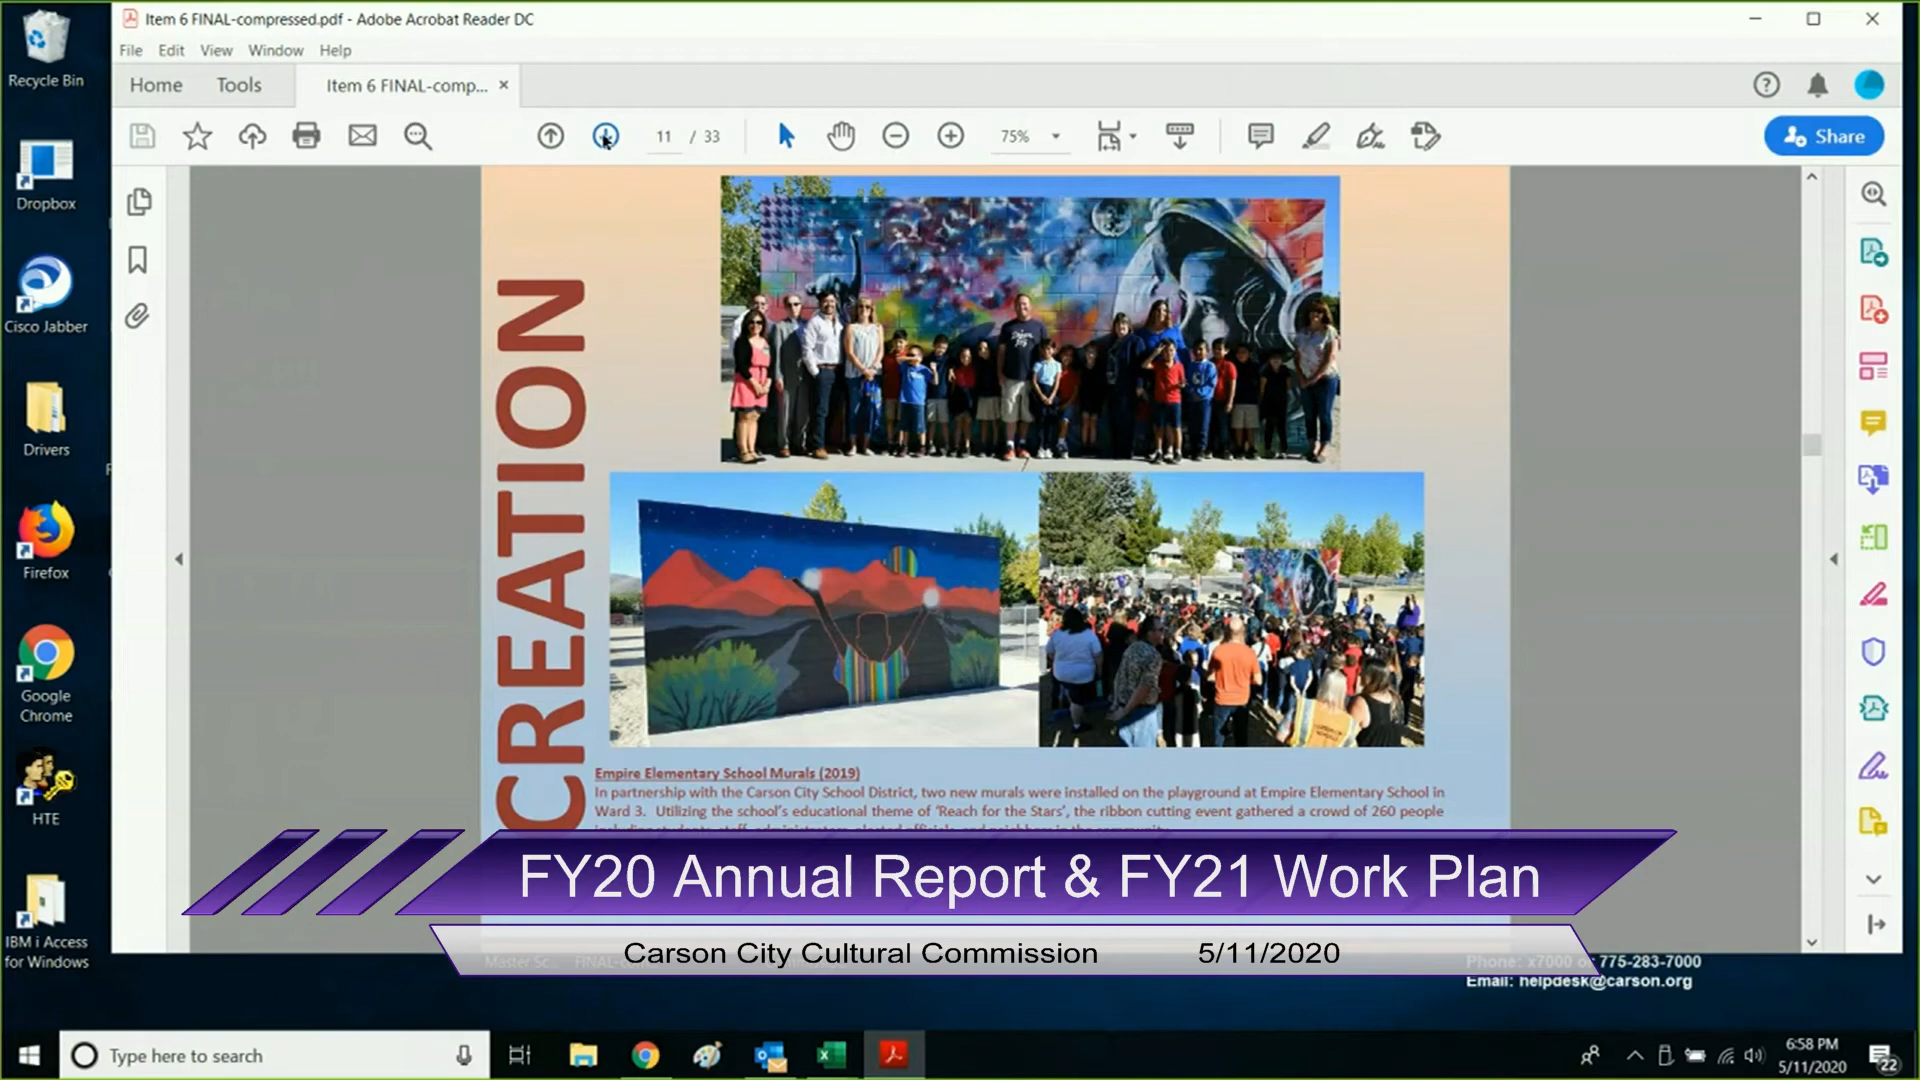 Item 6 FINAL-compressed.pdf - Adobe Acrobat Reader DC
File Edit View Window Help
Home Tools Item 6 FINAL-comp... ×
11 / 33 75% Share
Recycle Bin
Dropbox
Cisco Jabber
Drivers
Firefox
Google
Chrome
HTE
IBM i Access
for Windows
CREATION
Empire Elementary School Murals (2019)
In partnership with the Carson City School District, two new murals were installed on the playground at Empire Elementary School in
Ward 3. Utilizing the school's educational theme of 'Reach for the Stars', the ribbon cutting event gathered a crowd of 260 people
FY20 Annual Report & FY21 Work Plan
Carson City Cultural Commission 5/11/2020
Phone: x7000 or 775-283-7000
Email: helpdesk@carson.org
Type here to search
6:58 PM
5/11/2020
22